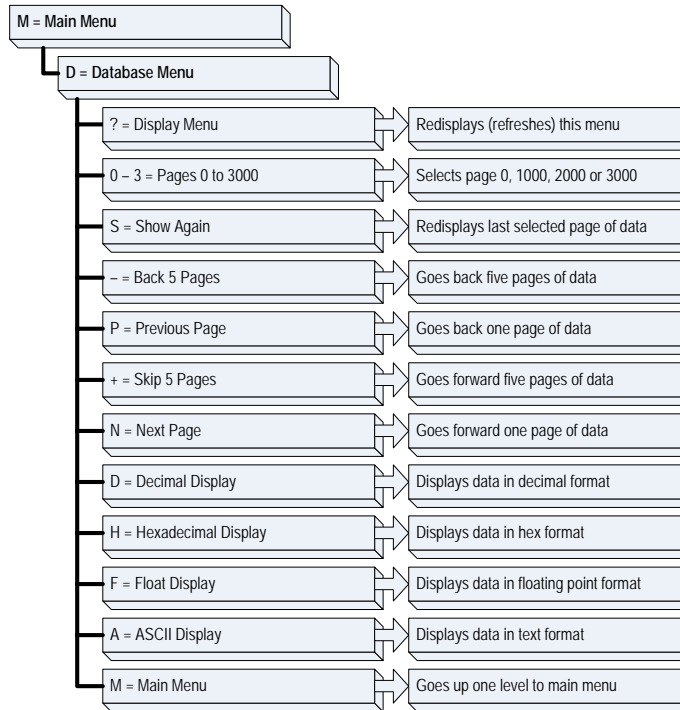 M = Main Menu
D = Database Menu
? = Display Menu
Redisplays (refreshes) this menu
0 – 3 = Pages 0 to 3000
Selects page 0, 1000, 2000 or 3000
S = Show Again
Redisplays last selected page of data
– = Back 5 Pages
Goes back five pages of data
P = Previous Page
Goes back one page of data
+ = Skip 5 Pages
Goes forward five pages of data
N = Next Page
Goes forward one page of data
D = Decimal Display
Displays data in decimal format
H = Hexadecimal Display
Displays data in hex format
F = Float Display
Displays data in floating point format
A = ASCII Display
Displays data in text format
M = Main Menu
Goes up one level to main menu